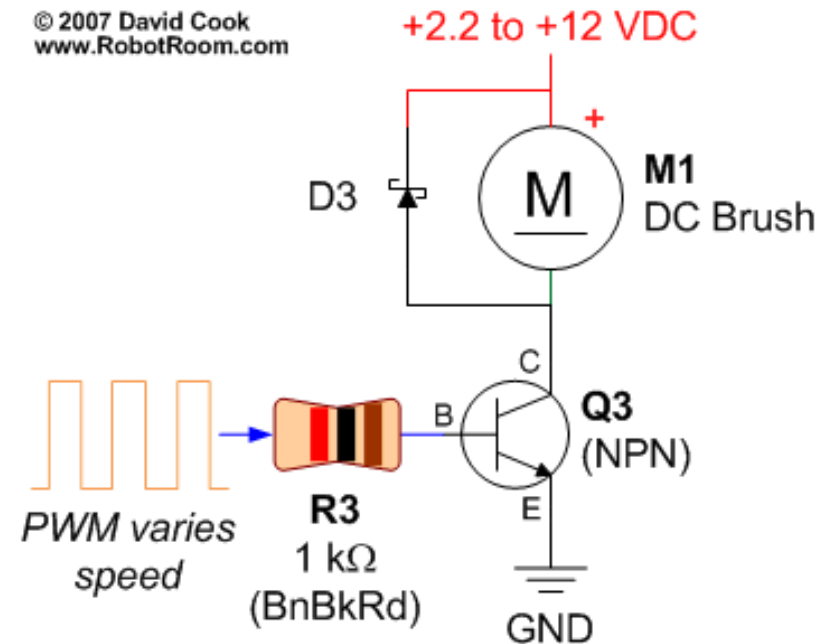 © 2007 David Cook
www.RobotRoom.com
+2.2 to +12 VDC
+
D3
M
M1
DC Brush
C
B
Q3
(NPN)
E
PWM varies
speed
R3
1 kΩ
(BnBkRd)
GND